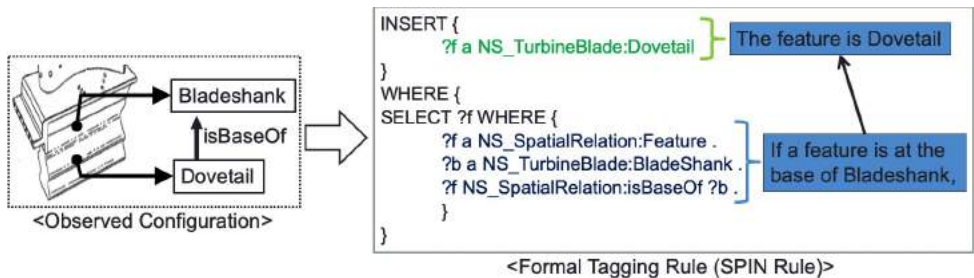 Bladeshank
isBaseOf
Dovetail
<Observed Configuration>
INSERT {
?f a NS_TurbineBlade:Dovetail
}
WHERE {
SELECT ?f WHERE {
?f a NS_SpatialRelation:Feature .
?b a NS_TurbineBlade:BladeShank .
?f NS_SpatialRelation:isBaseOf ?b .
}
}
The feature is Dovetail
If a feature is at the
base of Bladeshank,
<Formal Tagging Rule (SPIN Rule)>